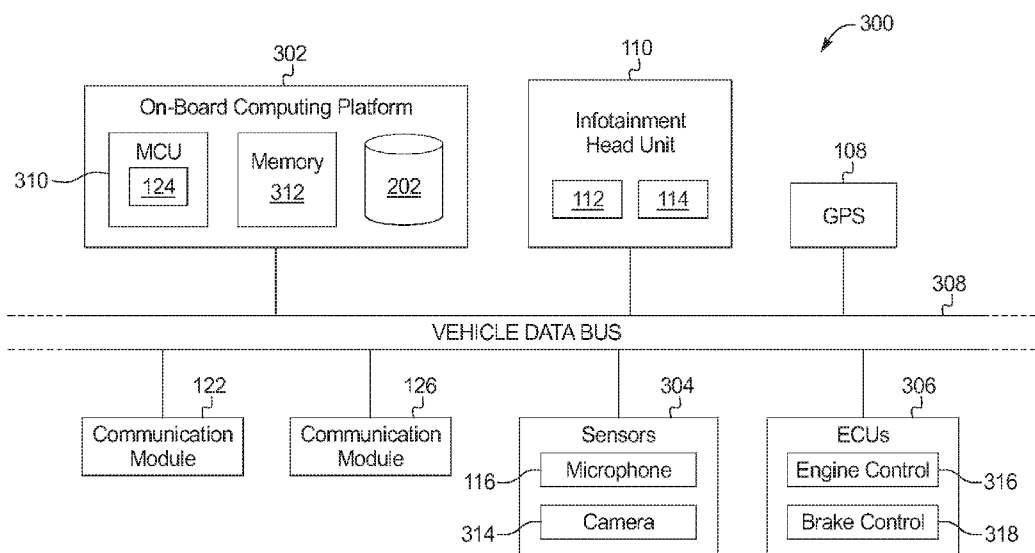 300
302
110
On-Board Computing Platform
Infotainment
Head Unit
MCU
Memory
108
310
124
312
202
112
114
GPS
308
VEHICLE DATA BUS
122
126
304
306
Communication
Module
Communication
Module
Sensors
ECUs
116
Microphone
Engine Control
316
314
Camera
Brake Control
318